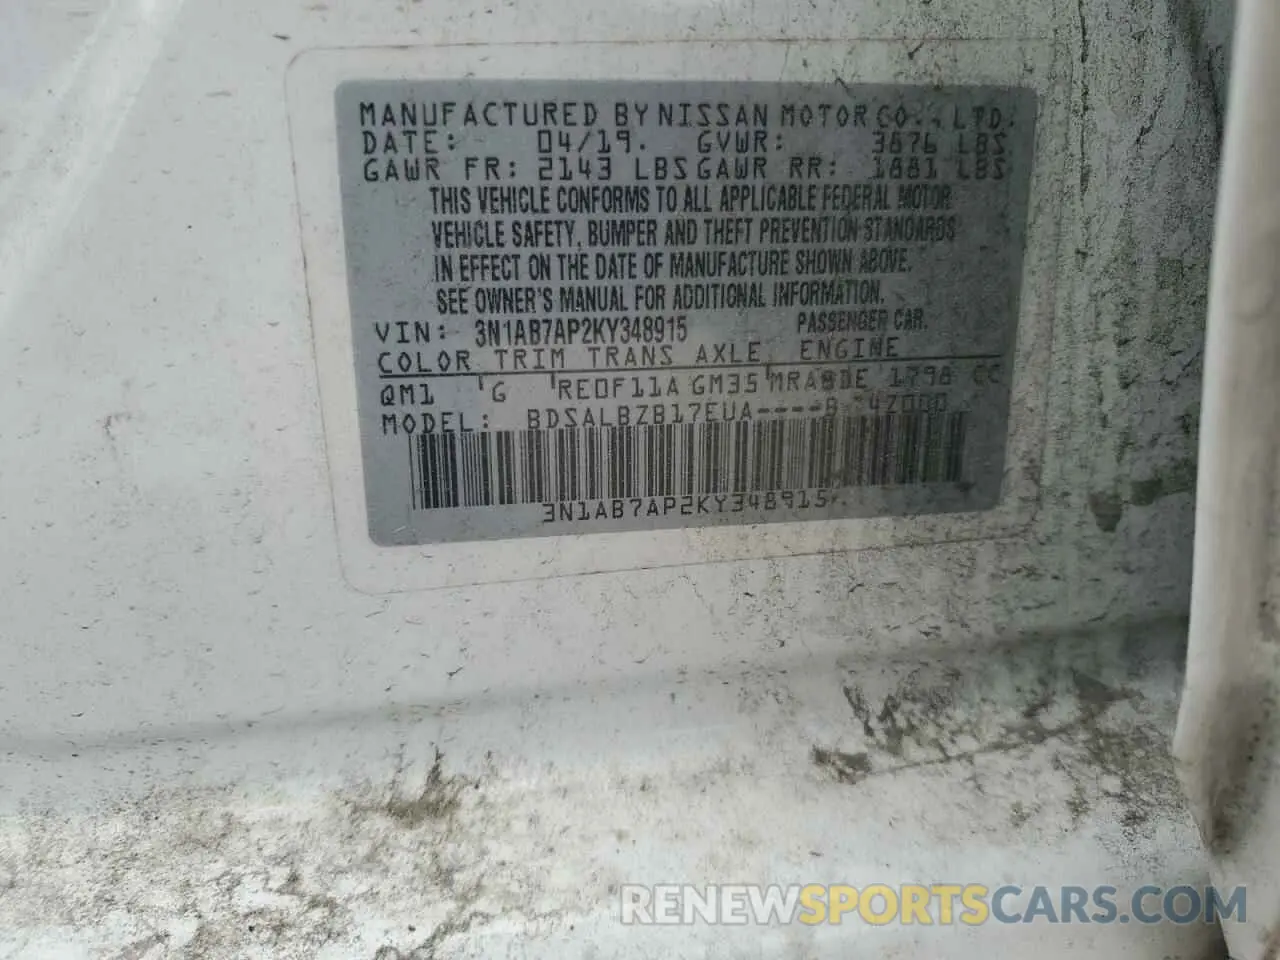 MANUFACTURED BY NISSAN MOTOR CO., LTD.
DATE: 04/19. GVWR: 3876 LBS
GAWR FR: 2143 LBS GAWR RR: 1881 LBS
THIS VEHICLE CONFORMS TO ALL APPLICABLE FEDERAL MOTOR
VEHICLE SAFETY, BUMPER AND THEFT PREVENTION STANDARDS
IN EFFECT ON THE DATE OF MANUFACTURE SHOWN ABOVE.
SEE OWNER'S MANUAL FOR ADDITIONAL INFORMATION.
VIN: 3N1AB7AP2KY348915 PASSENGER CAR.
COLOR TRIM TRANS AXLE ENGINE
QM1 G RE0F11A GM35 MRA8DE 1798 CC
MODEL: BDSALBZB17EUA----B
3N1AB7AP2KY348915
RENEWSPORTSCARS.COM